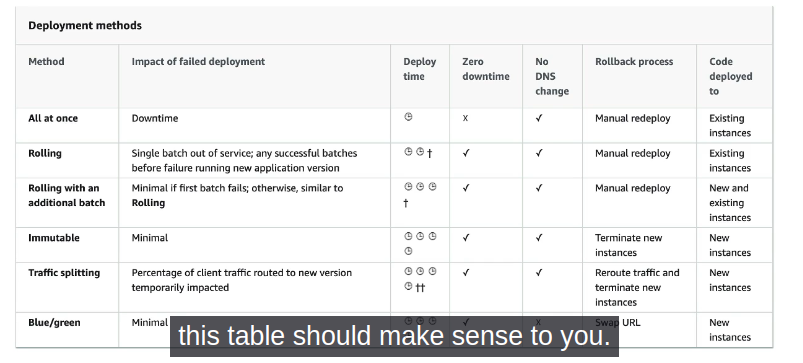 Deployment methods
Method Impact of failed deployment Deploy time Zero downtime No DNS change Rollback process Code deployed to
All at once Downtime X ✓ Manual redeploy Existing instances
Rolling Single batch out of service; any successful batches before failure running new application version † ✓ ✓ Manual redeploy Existing instances
Rolling with an additional batch Minimal if first batch fails; otherwise, similar to Rolling † ✓ ✓ Manual redeploy New and existing instances
Immutable Minimal ✓ ✓ Terminate new instances New instances
Traffic splitting Percentage of client traffic routed to new version temporarily impacted †† ✓ ✓ Reroute traffic and terminate new instances New instances
Blue/green Minimal ✓ X Swap URL New instances
this table should make sense to you.